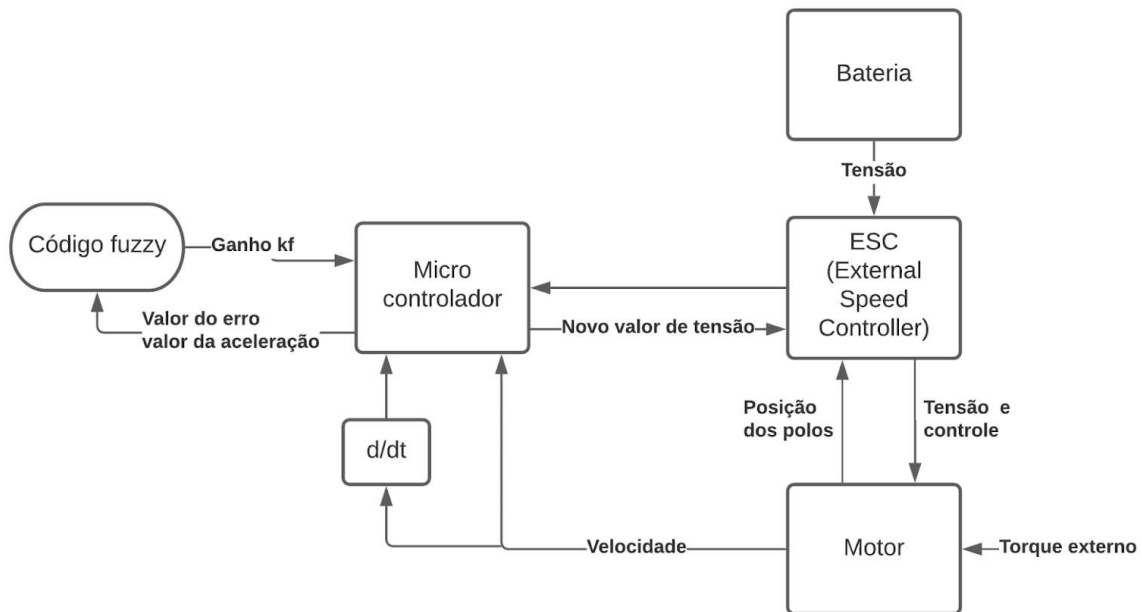 Bateria
Tensão
Código fuzzy
Ganho kf
Micro
controlador
ESC
(External
Speed
Controller)
Valor do erro
valor da aceleração
Novo valor de tensão
Posição
dos polos
Tensão e
controle
d/dt
Velocidade
Motor
Torque externo